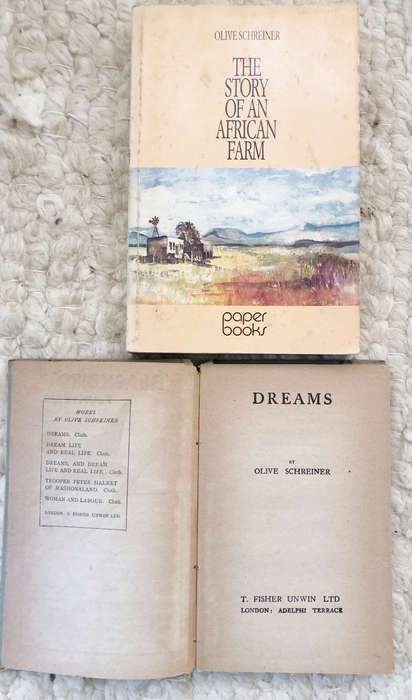 OLIVE SCHREINER
THE
STORY
OF AN
AFRICAN
FARM
paper
books
WORKS
BY OLIVE SCHREINER
DREAMS. Cloth.
DREAM LIFE
AND REAL LIFE. Cloth.
DREAMS, AND DREAM
LIFE AND REAL LIFE. Cloth.
TROOPER PETER HALKET
OF MASHONALAND. Cloth.
WOMAN AND LABOUR. Cloth.
LONDON: T. FISHER UNWIN LTD.
DREAMS
BY
OLIVE SCHREINER
T. FISHER UNWIN LTD
LONDON: ADELPHI TERRACE